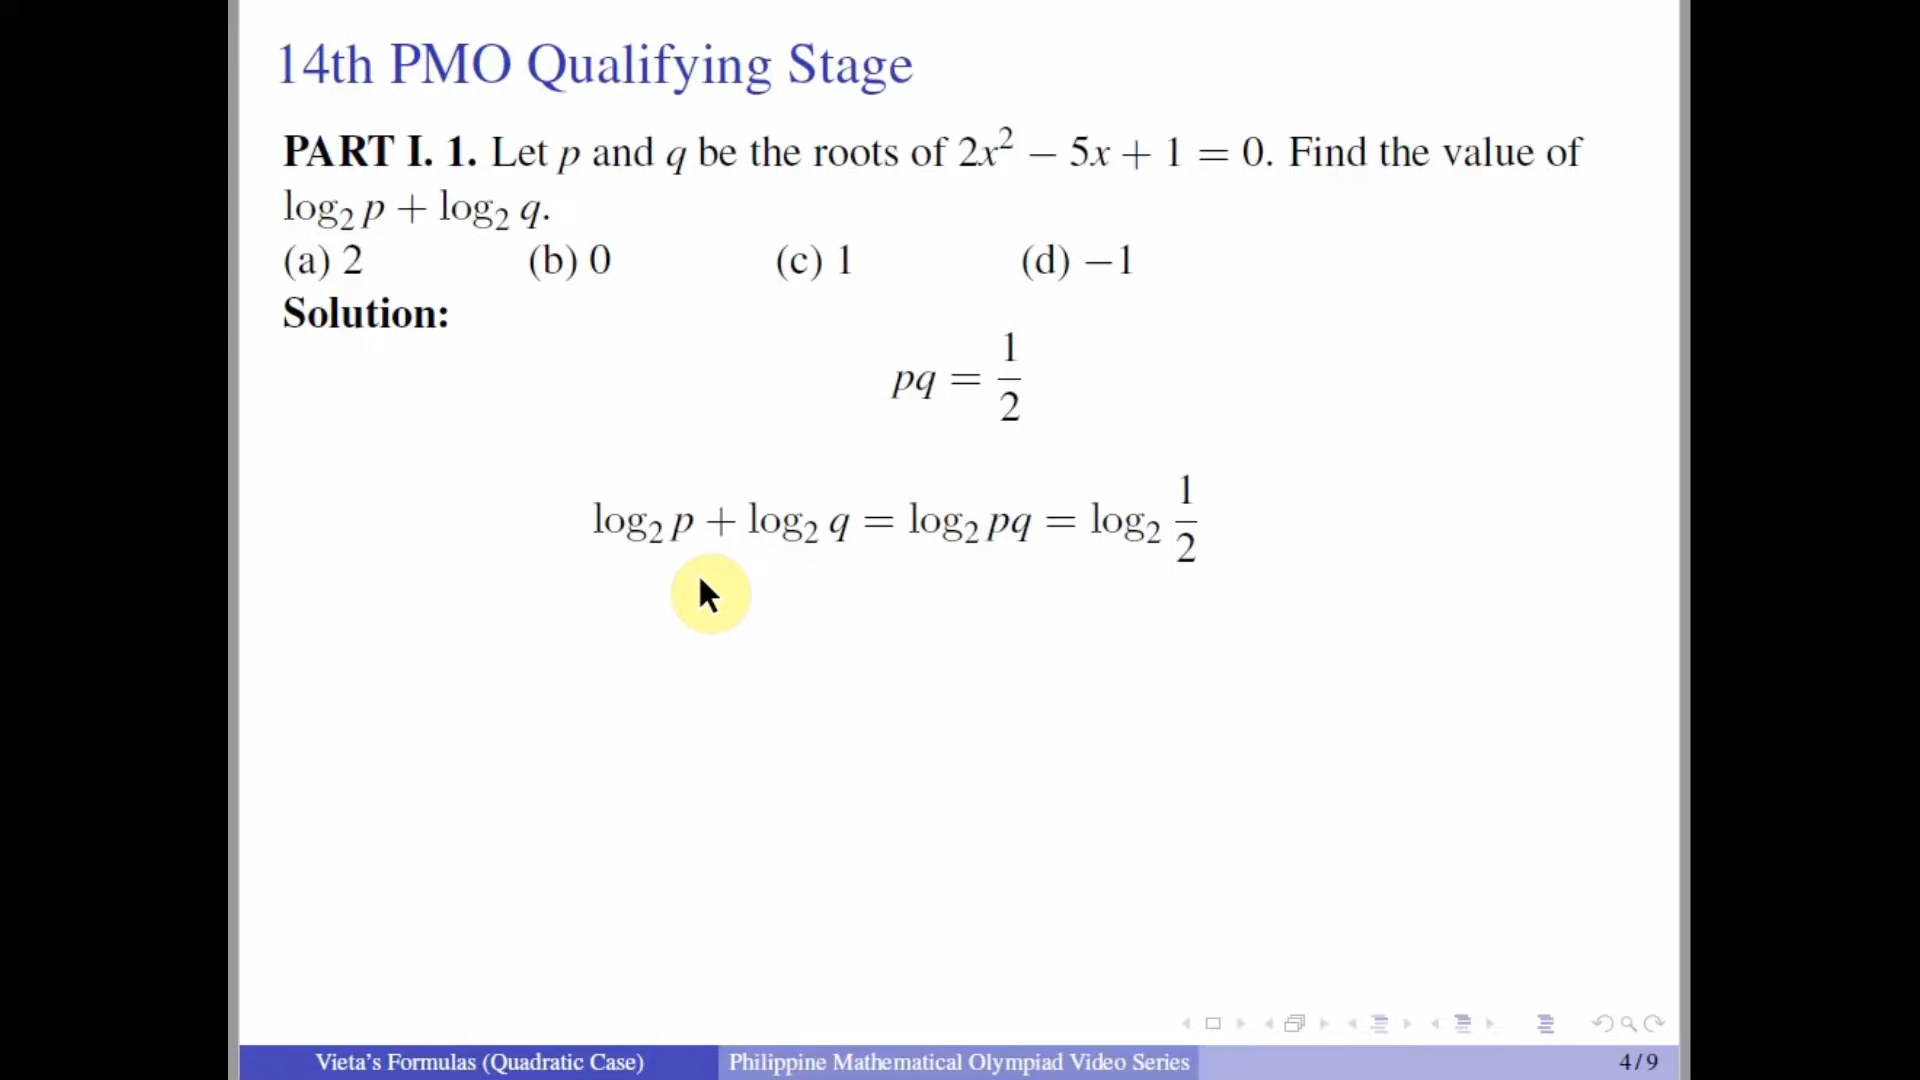 14th PMO Qualifying Stage
PART I. 1. Let p and q be the roots of 2x² − 5x + 1 = 0. Find the value of
log₂ p + log₂ q.
(a) 2 (b) 0 (c) 1 (d) −1
Solution:
pq = 1/2
log₂ p + log₂ q = log₂ pq = log₂ 1/2
Vieta's Formulas (Quadratic Case) Philippine Mathematical Olympiad Video Series 4 / 9